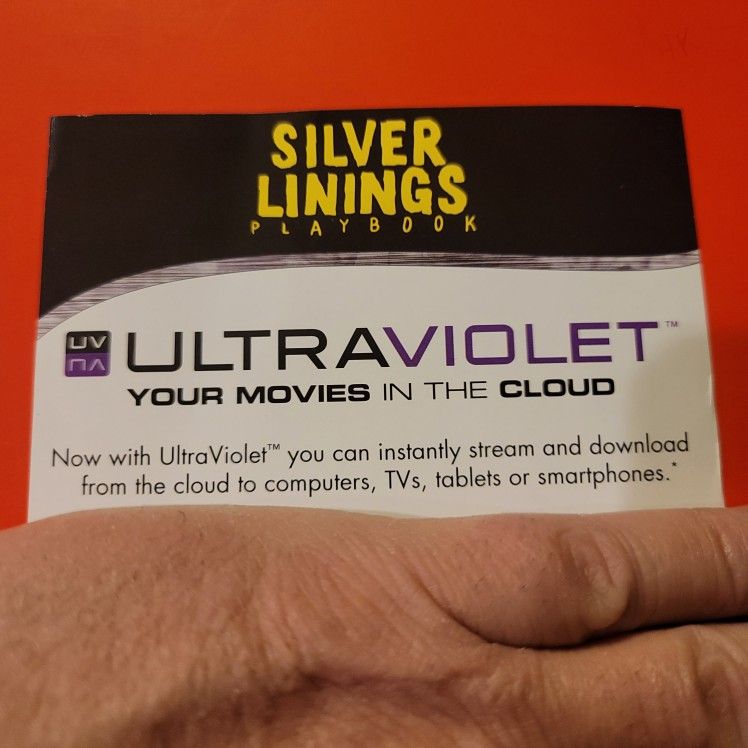 SILVER
LININGS
PLAYBOOK
UV ULTRAVIOLET™
YOUR MOVIES IN THE CLOUD
Now with UltraViolet™ you can instantly stream and download
from the cloud to computers, TVs, tablets or smartphones.*